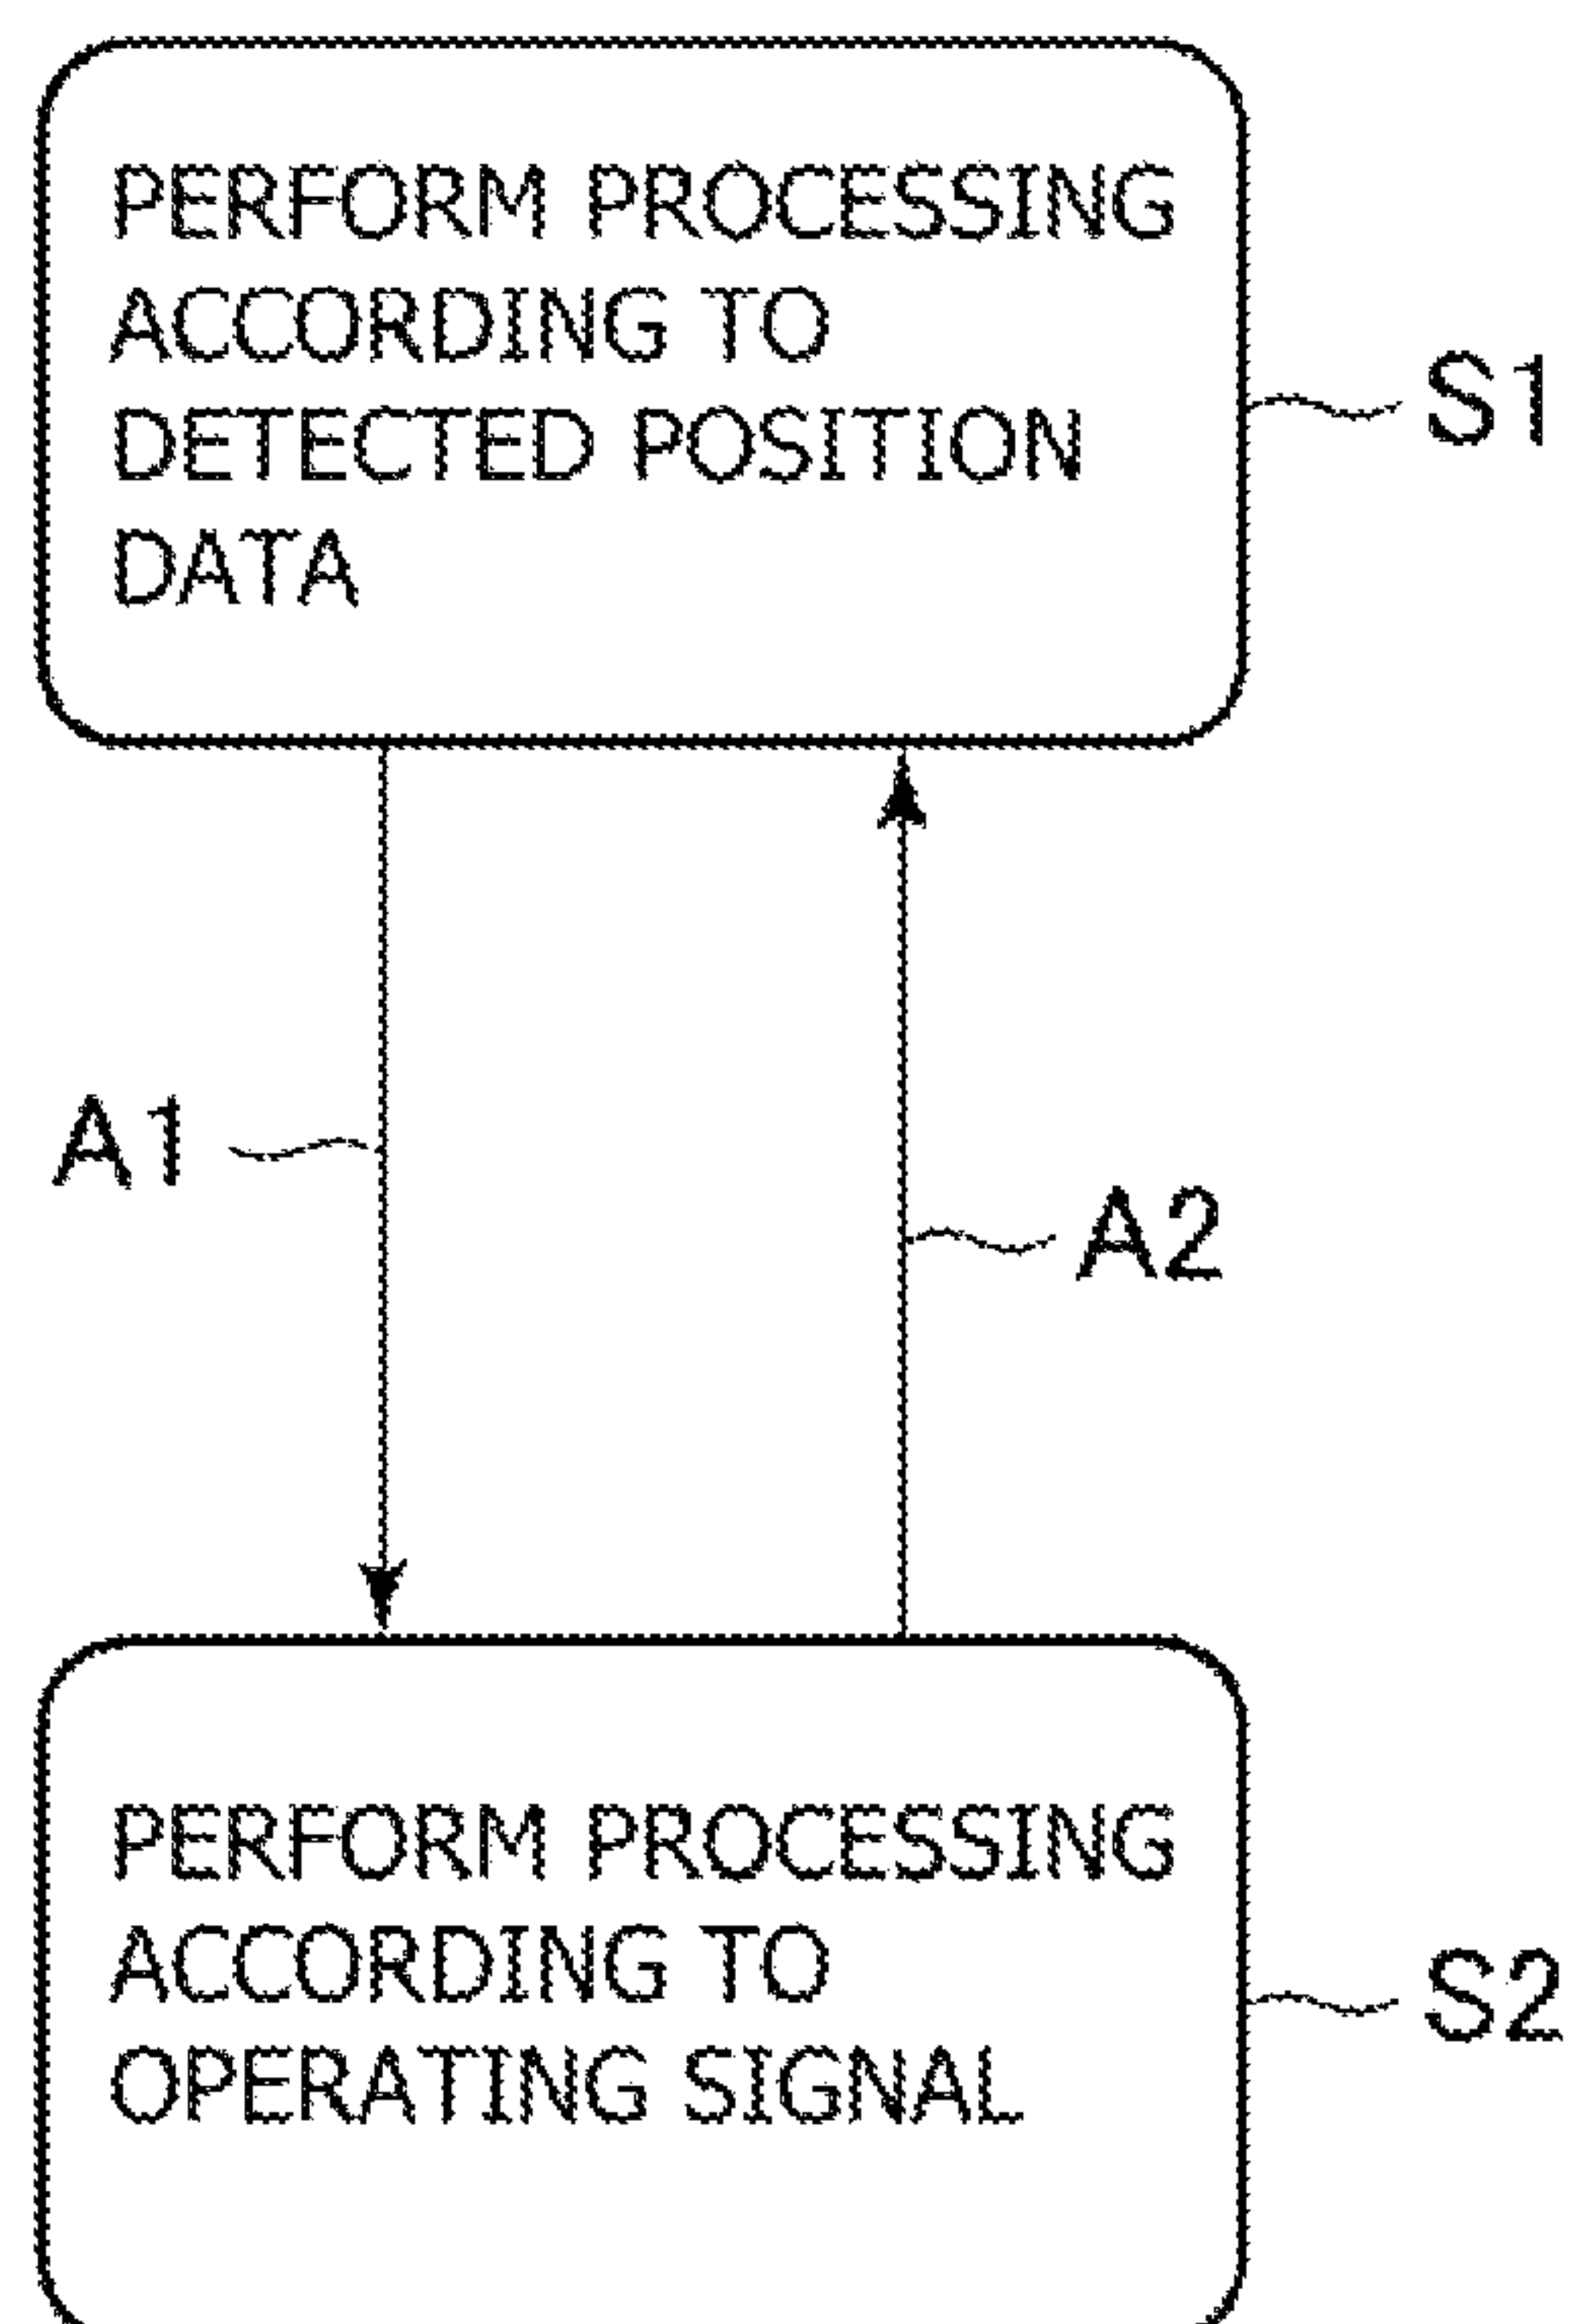 PERFORM PROCESSING
ACCORDING TO
DETECTED POSITION
DATA
S1
A1
A2
PERFORM PROCESSING
ACCORDING TO
OPERATING SIGNAL
S2